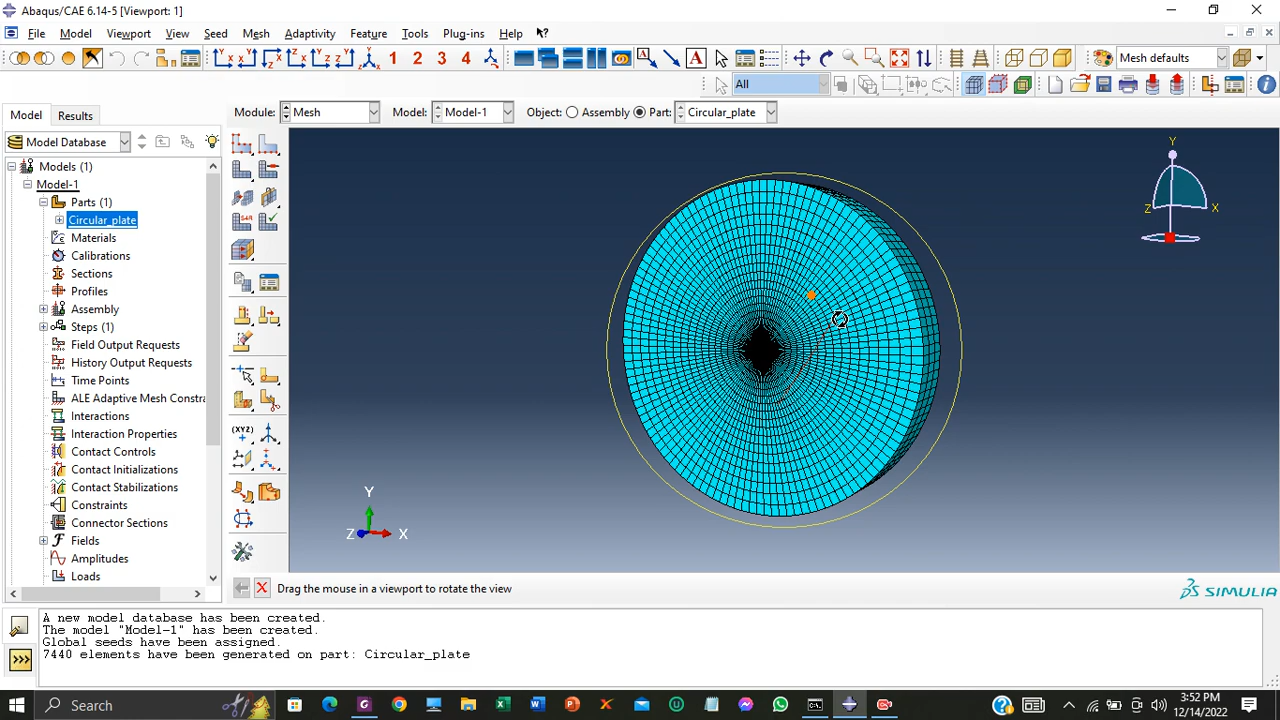 Abaqus/CAE 6.14-5 [Viewport: 1]
File Model Viewport View Seed Mesh Adaptivity Feature Tools Plug-ins Help
1 2 3 4 A Mesh defaults
All
Model Results
Module: Mesh Model: Model-1 Object: Assembly Part: Circular_plate
Model Database
Models (1)
Model-1
Parts (1)
Circular_plate
Materials
Calibrations
Sections
Profiles
Assembly
Steps (1)
Field Output Requests
History Output Requests
Time Points
ALE Adaptive Mesh Constra
Interactions
Interaction Properties
Contact Controls
Contact Initializations
Contact Stabilizations
Constraints
Connector Sections
Fields
Amplitudes
Loads
(XYZ)
Y
Z X
Y
Z X
Drag the mouse in a viewport to rotate the view
SIMULIA
A new model database has been created.
The model "Model-1" has been created.
Global seeds have been assigned.
7440 elements have been generated on part: Circular_plate
>>>
Search
3:52 PM
12/14/2022